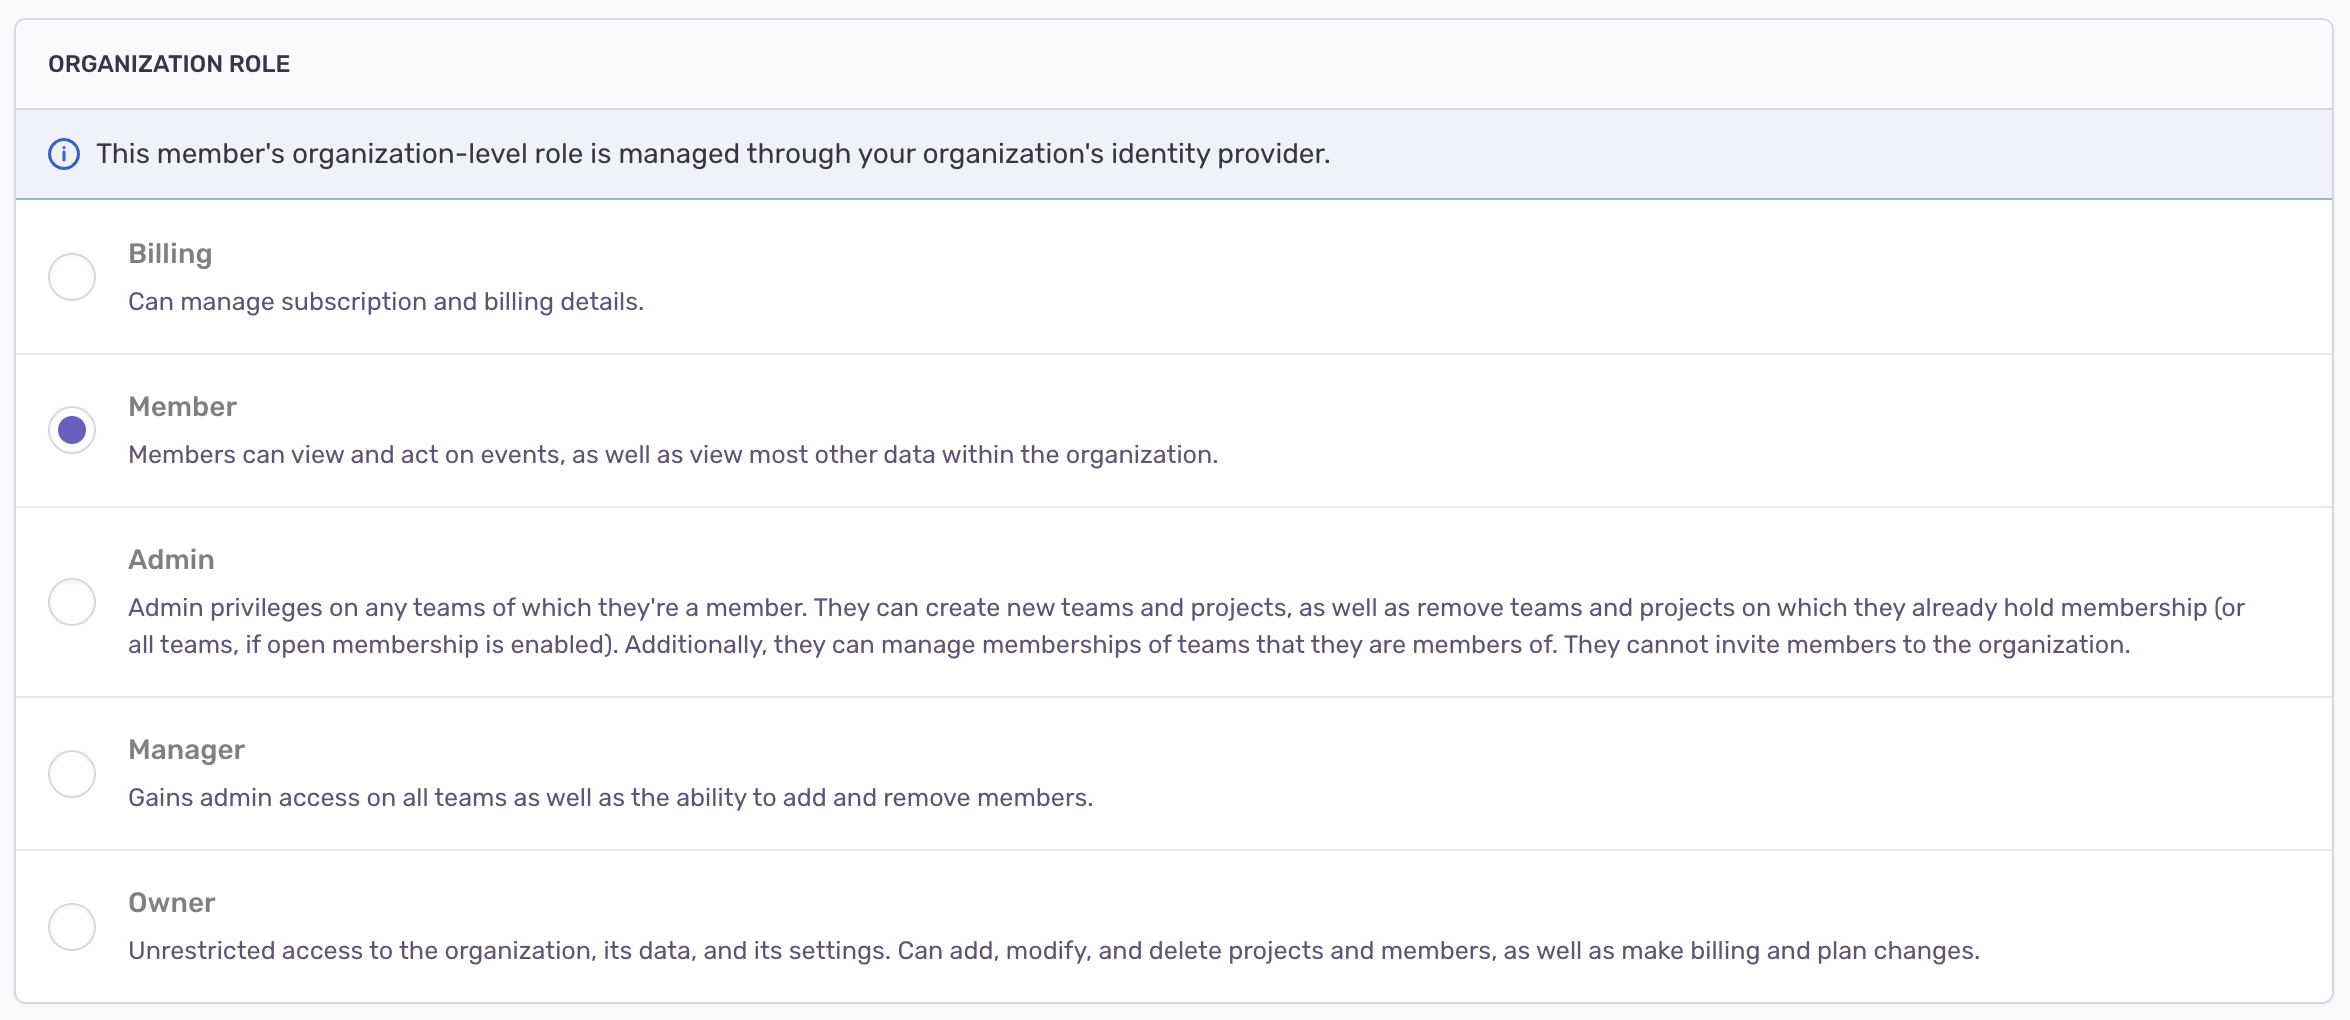 ORGANIZATION ROLE
This member's organization-level role is managed through your organization's identity provider.
Billing
Can manage subscription and billing details.
Member
Members can view and act on events, as well as view most other data within the organization.
Admin
Admin privileges on any teams of which they're a member. They can create new teams and projects, as well as remove teams and projects on which they already hold membership (or
all teams, if open membership is enabled). Additionally, they can manage memberships of teams that they are members of. They cannot invite members to the organization.
Manager
Gains admin access on all teams as well as the ability to add and remove members.
Owner
Unrestricted access to the organization, its data, and its settings. Can add, modify, and delete projects and members, as well as make billing and plan changes.